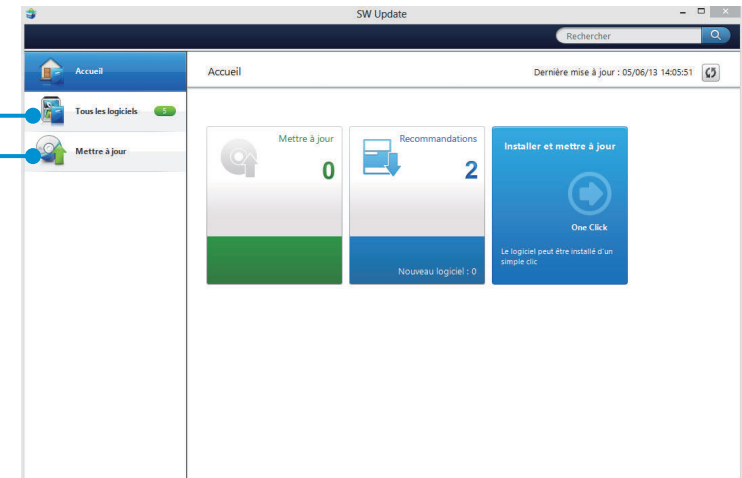 SW Update
Rechercher
Accueil
Tous les logiciels 5
Mettre à jour
Accueil
Dernière mise à jour : 05/06/13 14:05:51
Mettre à jour
0
Recommandations
2
Nouveau logiciel : 0
Installer et mettre à jour
One Click
Le logiciel peut être installé d'un
simple clic